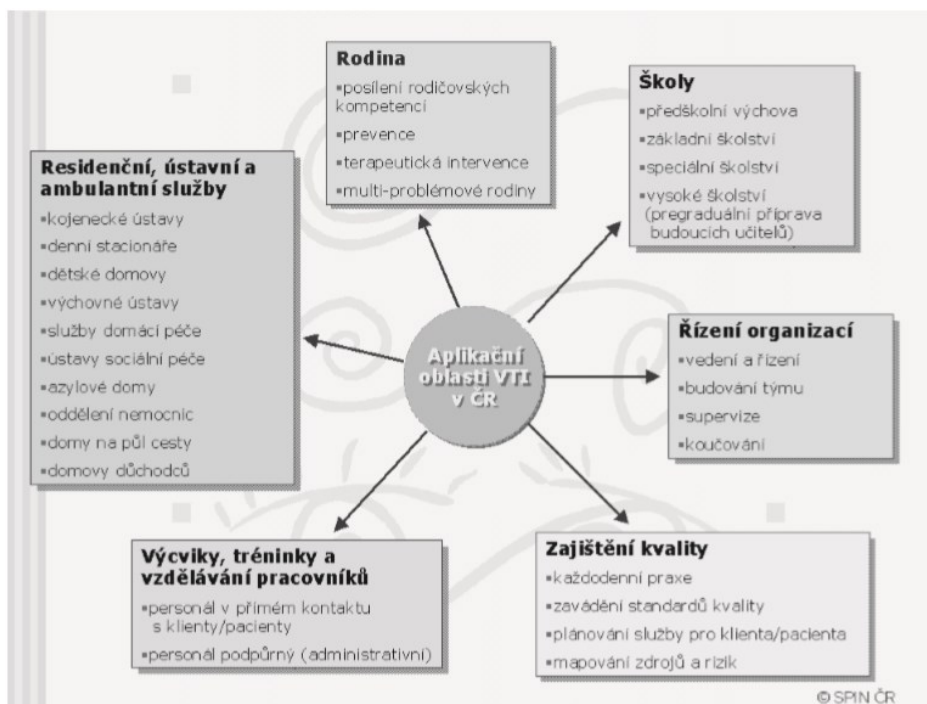 Rodina
▪posílení rodičovských
kompetencí
▪prevence
▪terapeutická intervence
▪multi-problémové rodiny
Školy
▪předškolní výchova
▪základní školství
▪speciální školství
▪vysoké školství
(pregraduální příprava
budoucích učitelů)
Residenční, ústavní a
ambulantní služby
▪kojenecké ústavy
▪denní stacionáře
▪dětské domovy
▪výchovné ústavy
▪služby domácí péče
▪ústavy sociální péče
▪azylové domy
▪oddělení nemocnic
▪domy na půl cesty
▪domovy důchodců
Aplikační
oblasti VTI
v ČR
Řízení organizací
▪vedení a řízení
▪budování týmu
▪supervize
▪koučování
Výcviky, tréninky a
vzdělávání pracovníků
▪personál v přímém kontaktu
s klienty/pacienty
▪personál podpůrný (administrativní)
Zajištění kvality
▪každodenní praxe
▪zavádění standardů kvality
▪plánování služby pro klienta/pacienta
▪mapování zdrojů a rizik
© SPIN ČR